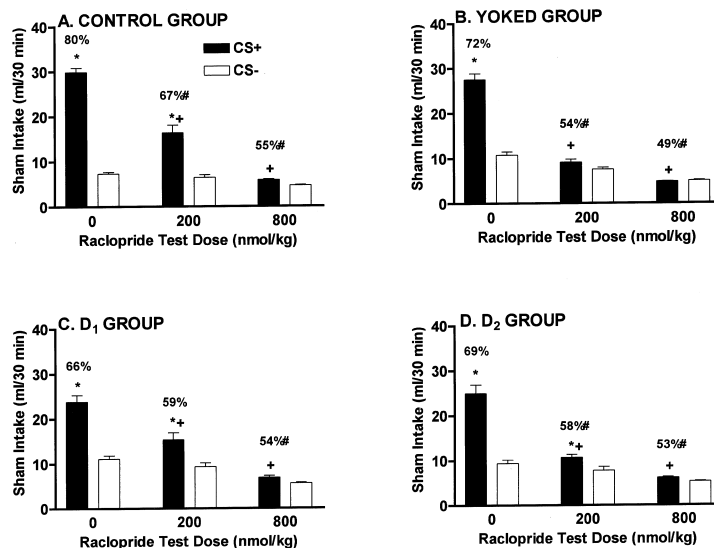 A. CONTROL GROUP
80%
*
CS+
CS-
67%#
*+
55%#
+
Sham Intake (ml/30 min)
40
30
20
10
0
0 200 800
Raclopride Test Dose (nmol/kg)
B. YOKED GROUP
72%
*
54%#
+
49%#
+
Sham Intake (ml/30 min)
40
30
20
10
0
0 200 800
Raclopride Test Dose (nmol/kg)
C. D1 GROUP
66%
*
59%
*+
54%#
+
Sham Intake (ml/30 min)
40
30
20
10
0
0 200 800
Raclopride Test Dose (nmol/kg)
D. D2 GROUP
69%
*
58%#
*+
53%#
+
Sham Intake (ml/30 min)
40
30
20
10
0
0 200 800
Raclopride Test Dose (nmol/kg)